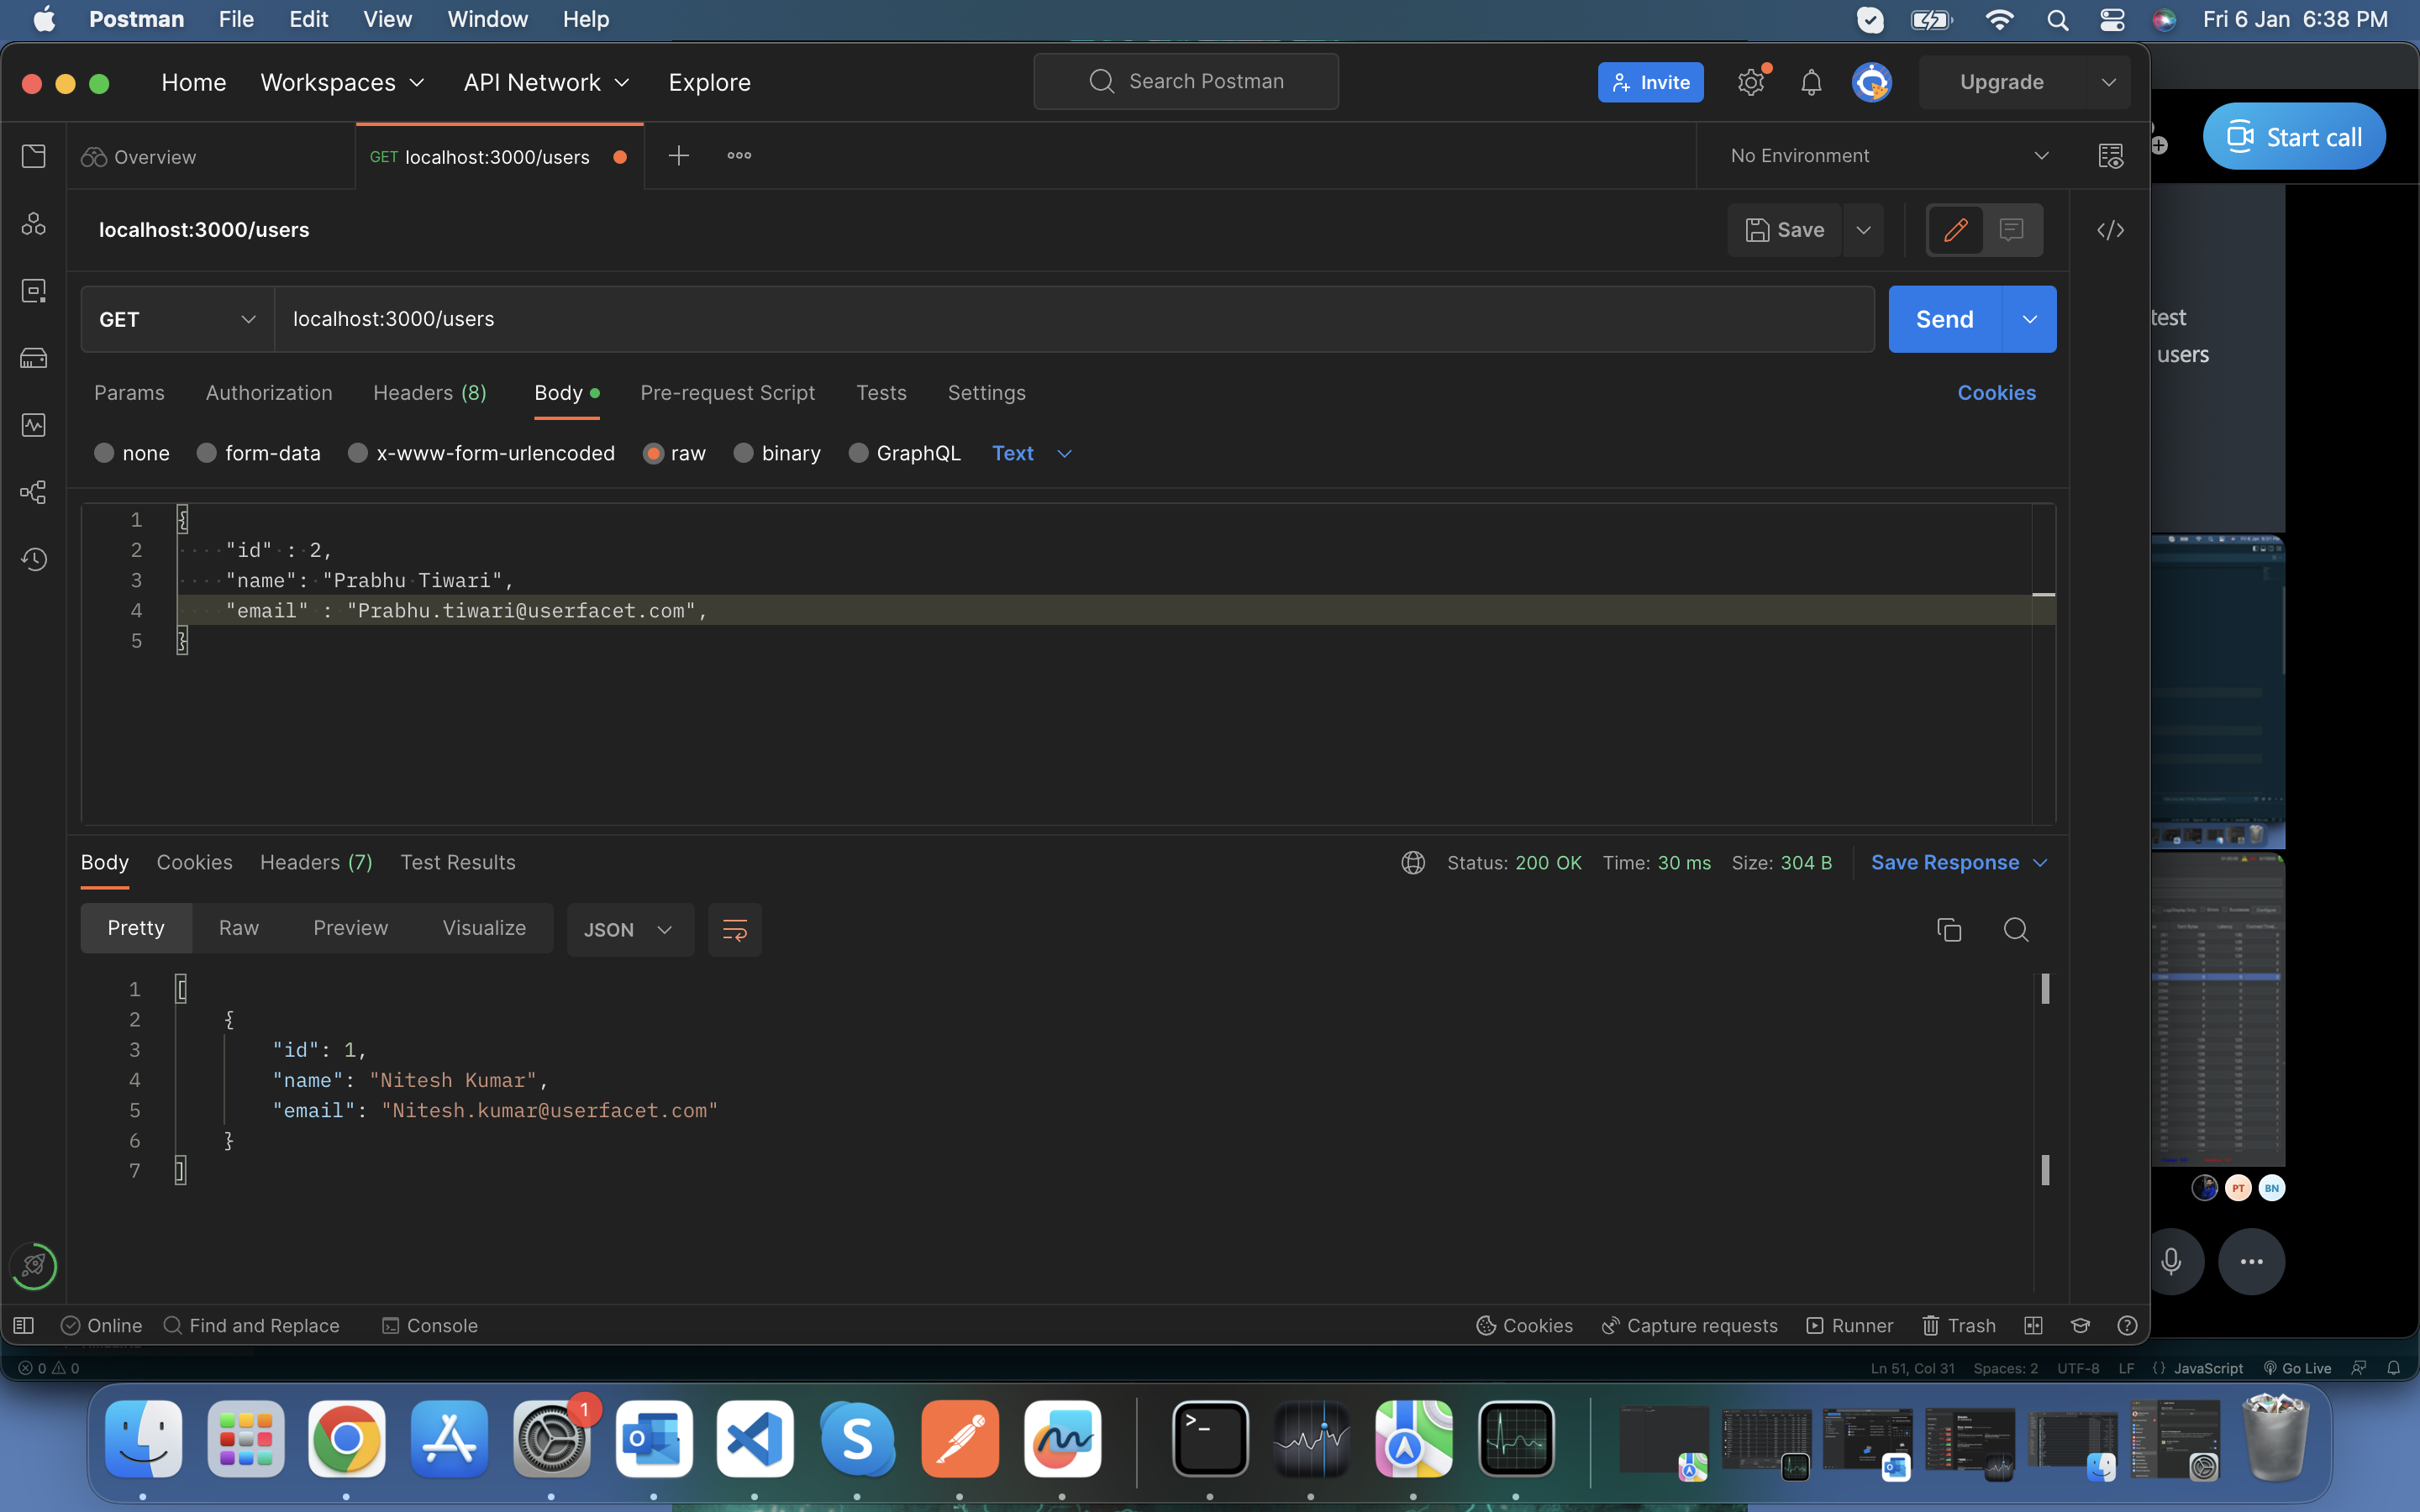 Postman File Edit View Window Help Fri 6 Jan 6:38 PM
Home Workspaces API Network Explore Search Postman Invite Upgrade
Start call
Overview GET localhost:3000/users No Environment
localhost:3000/users Save
GET localhost:3000/users Send
test
users
Params Authorization Headers (8) Body Pre-request Script Tests Settings Cookies
none form-data x-www-form-urlencoded raw binary GraphQL Text
1 {
2 "id" : 2,
3 "name": "Prabhu Tiwari",
4 "email" : "Prabhu.tiwari@userfacet.com",
5 }
Body Cookies Headers (7) Test Results Status: 200 OK Time: 30 ms Size: 304 B Save Response
Pretty Raw Preview Visualize JSON
1 [
2 {
3 "id": 1,
4 "name": "Nitesh Kumar",
5 "email": "Nitesh.kumar@userfacet.com"
6 }
7 ]
PT BN
Online Find and Replace Console Cookies Capture requests Runner Trash
0 0 Ln 51, Col 31 Spaces: 2 UTF-8 LF {} JavaScript Go Live
1